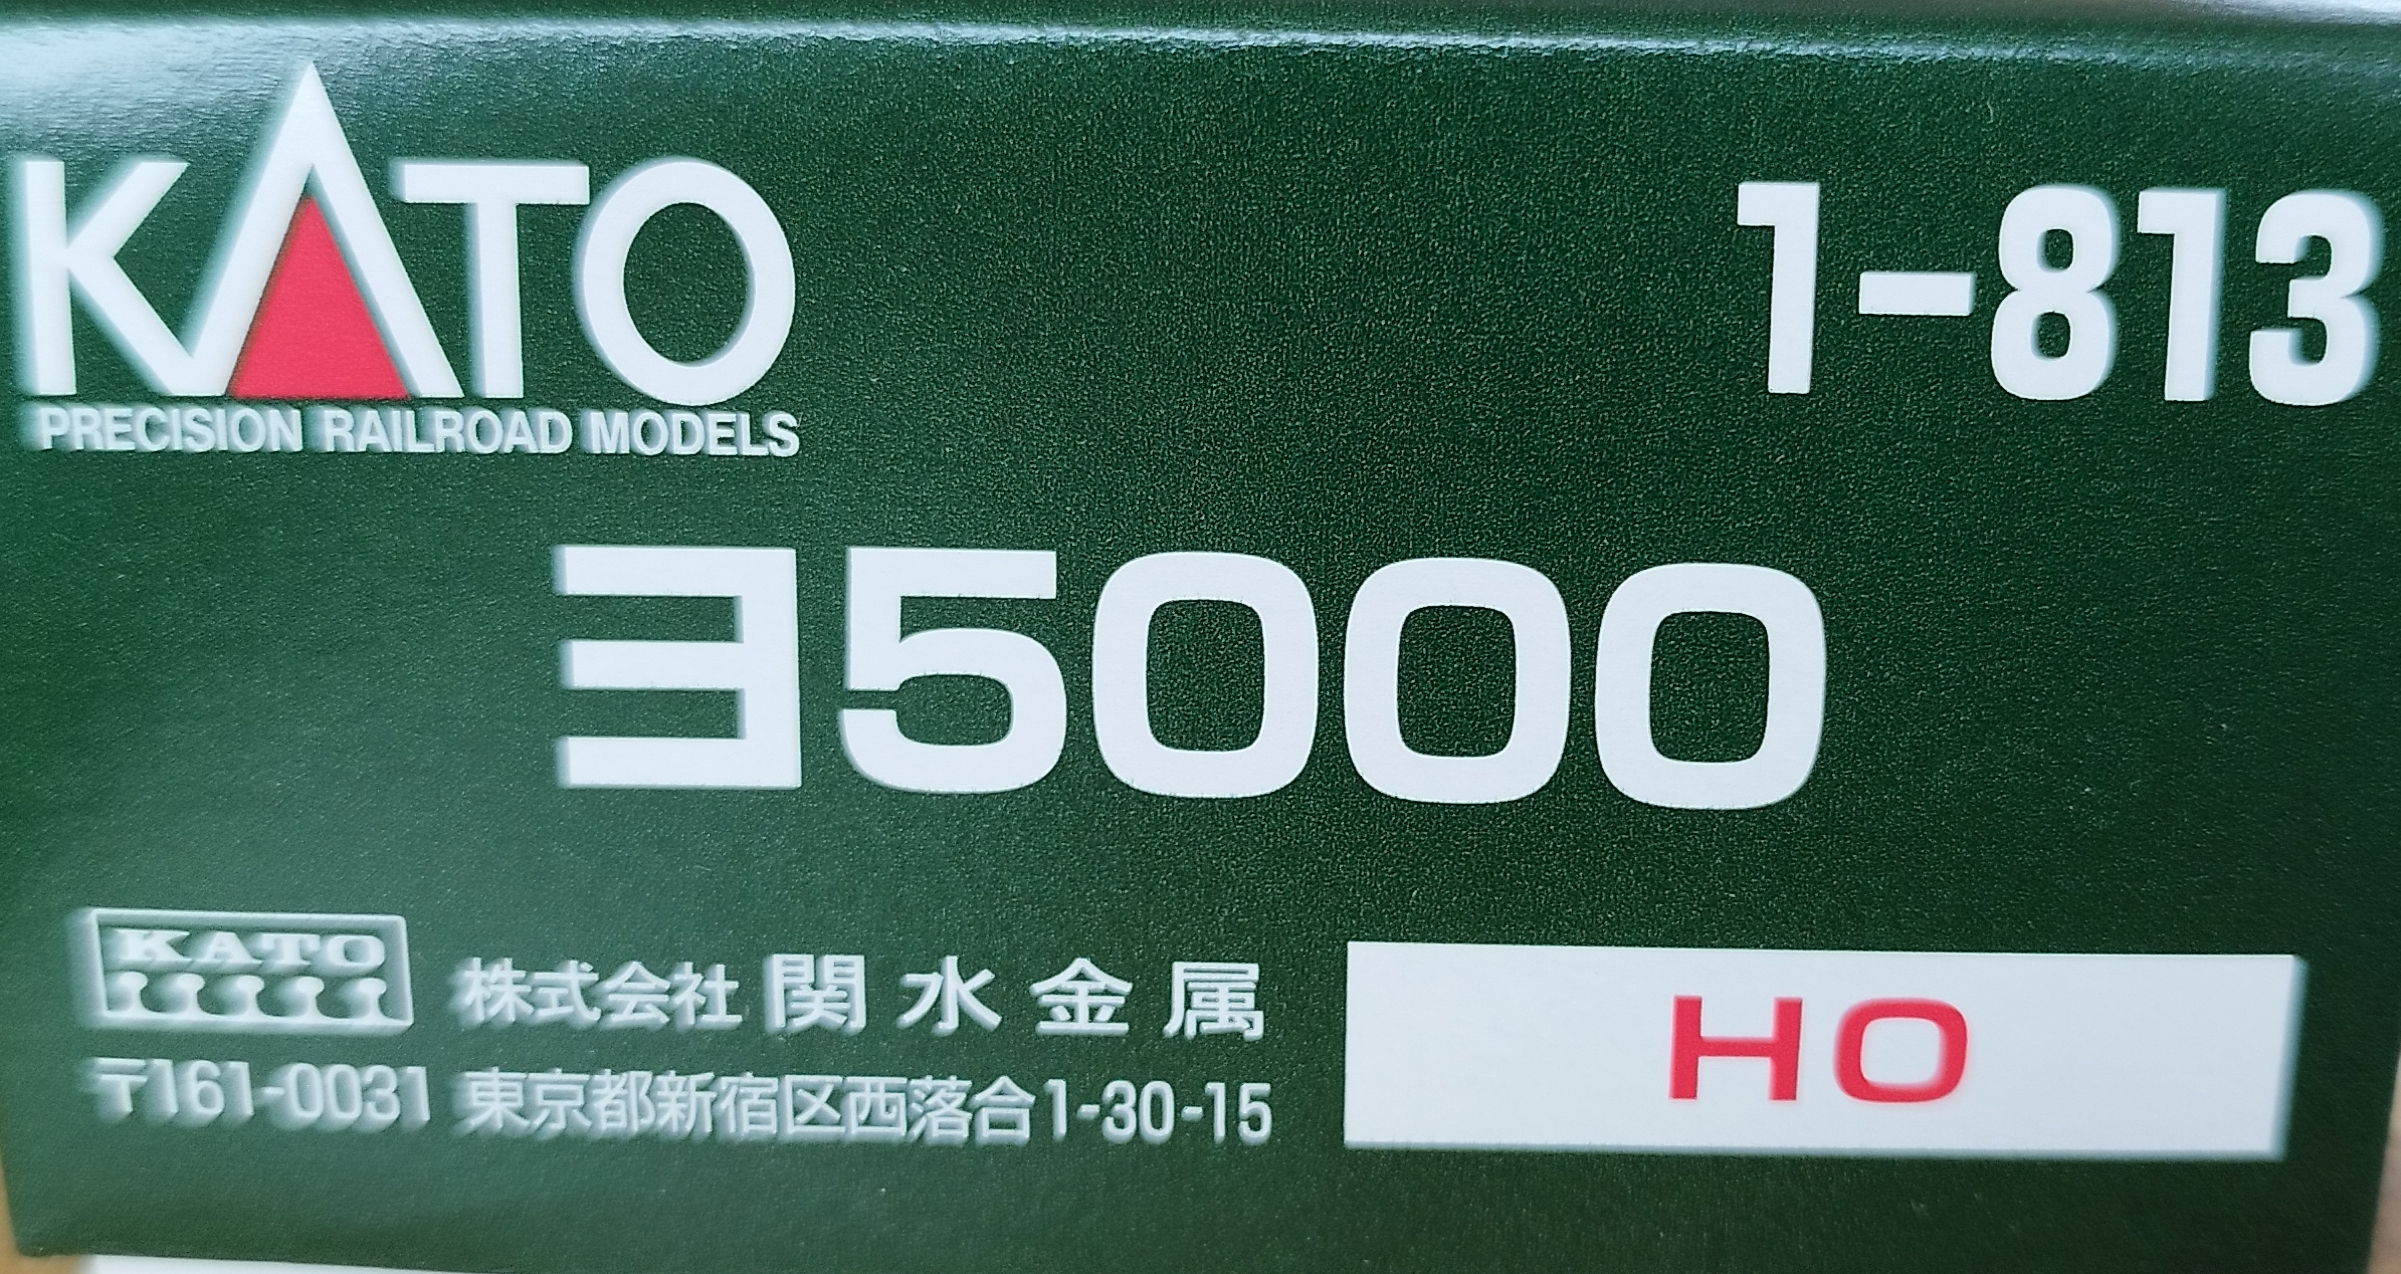 KATO
1-813
PRECISION RAILROAD MODELS
ヨ5000
KATO
株式会社 関水金属
HO
〒161-0031 東京都新宿区西落合1-30-15